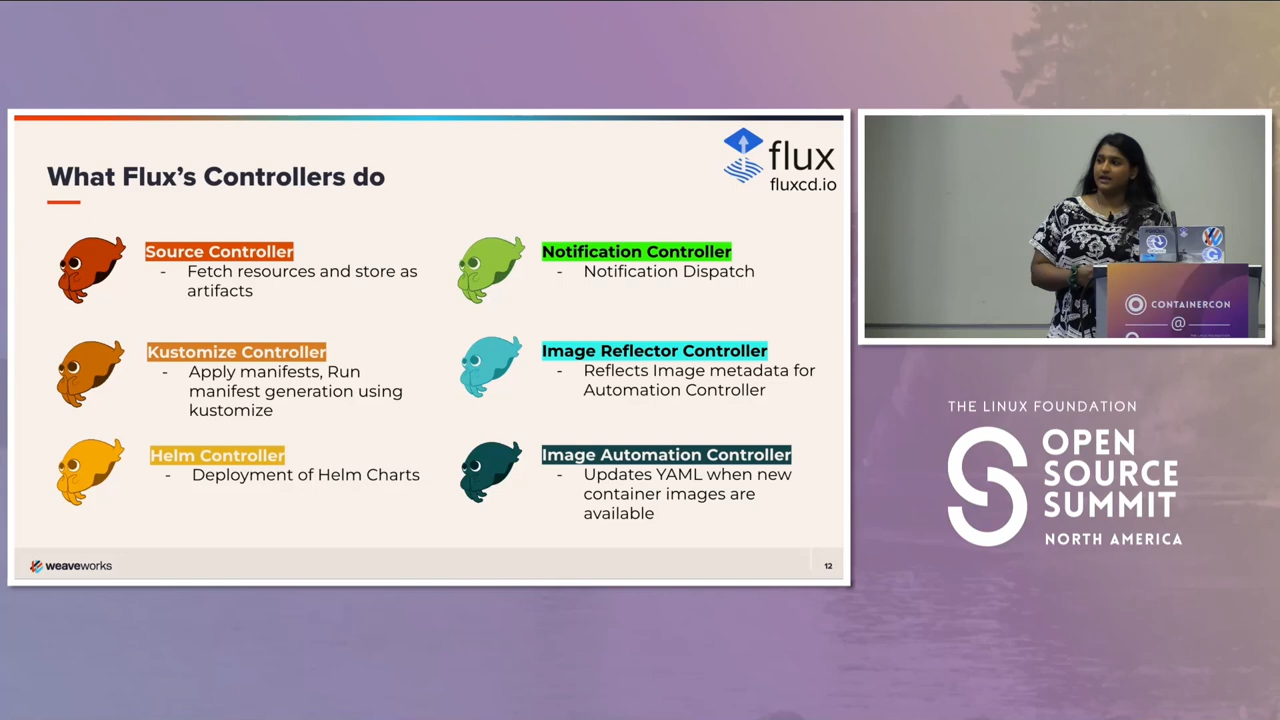 What Flux's Controllers do
flux
fluxcd.io
Source Controller
- Fetch resources and store as
artifacts
Kustomize Controller
- Apply manifests, Run
manifest generation using
kustomize
Helm Controller
- Deployment of Helm Charts
Notification Controller
- Notification Dispatch
Image Reflector Controller
- Reflects Image metadata for
Automation Controller
Image Automation Controller
- Updates YAML when new
container images are
available
weaveworks
12
CONTAINERCON
@
THE LINUX FOUNDATION
OPEN
SOURCE
SUMMIT
NORTH AMERICA